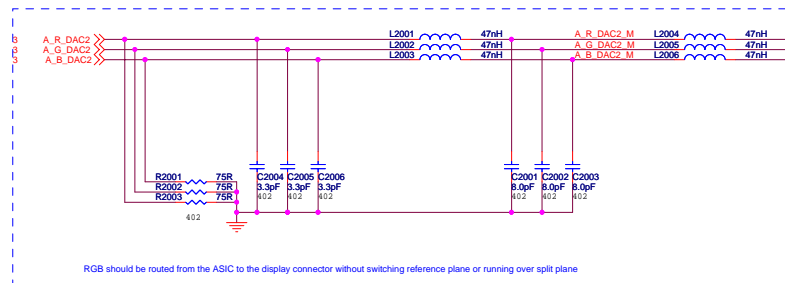 3 A_R_DAC2 L2001 47nH A_R_DAC2_M L2004 47nH
3 A_G_DAC2 L2002 47nH A_G_DAC2_M L2005 47nH
3 A_B_DAC2 L2003 47nH A_B_DAC2_M L2006 47nH
R2001 75R C2004 C2005 C2006 C2001 C2002 C2003
R2002 75R 3.3pF 3.3pF 3.3pF 8.0pF 8.0pF 8.0pF
R2003 75R 402 402 402 402 402 402
402
RGB should be routed from the ASIC to the display connector without switching reference plane or running over split plane